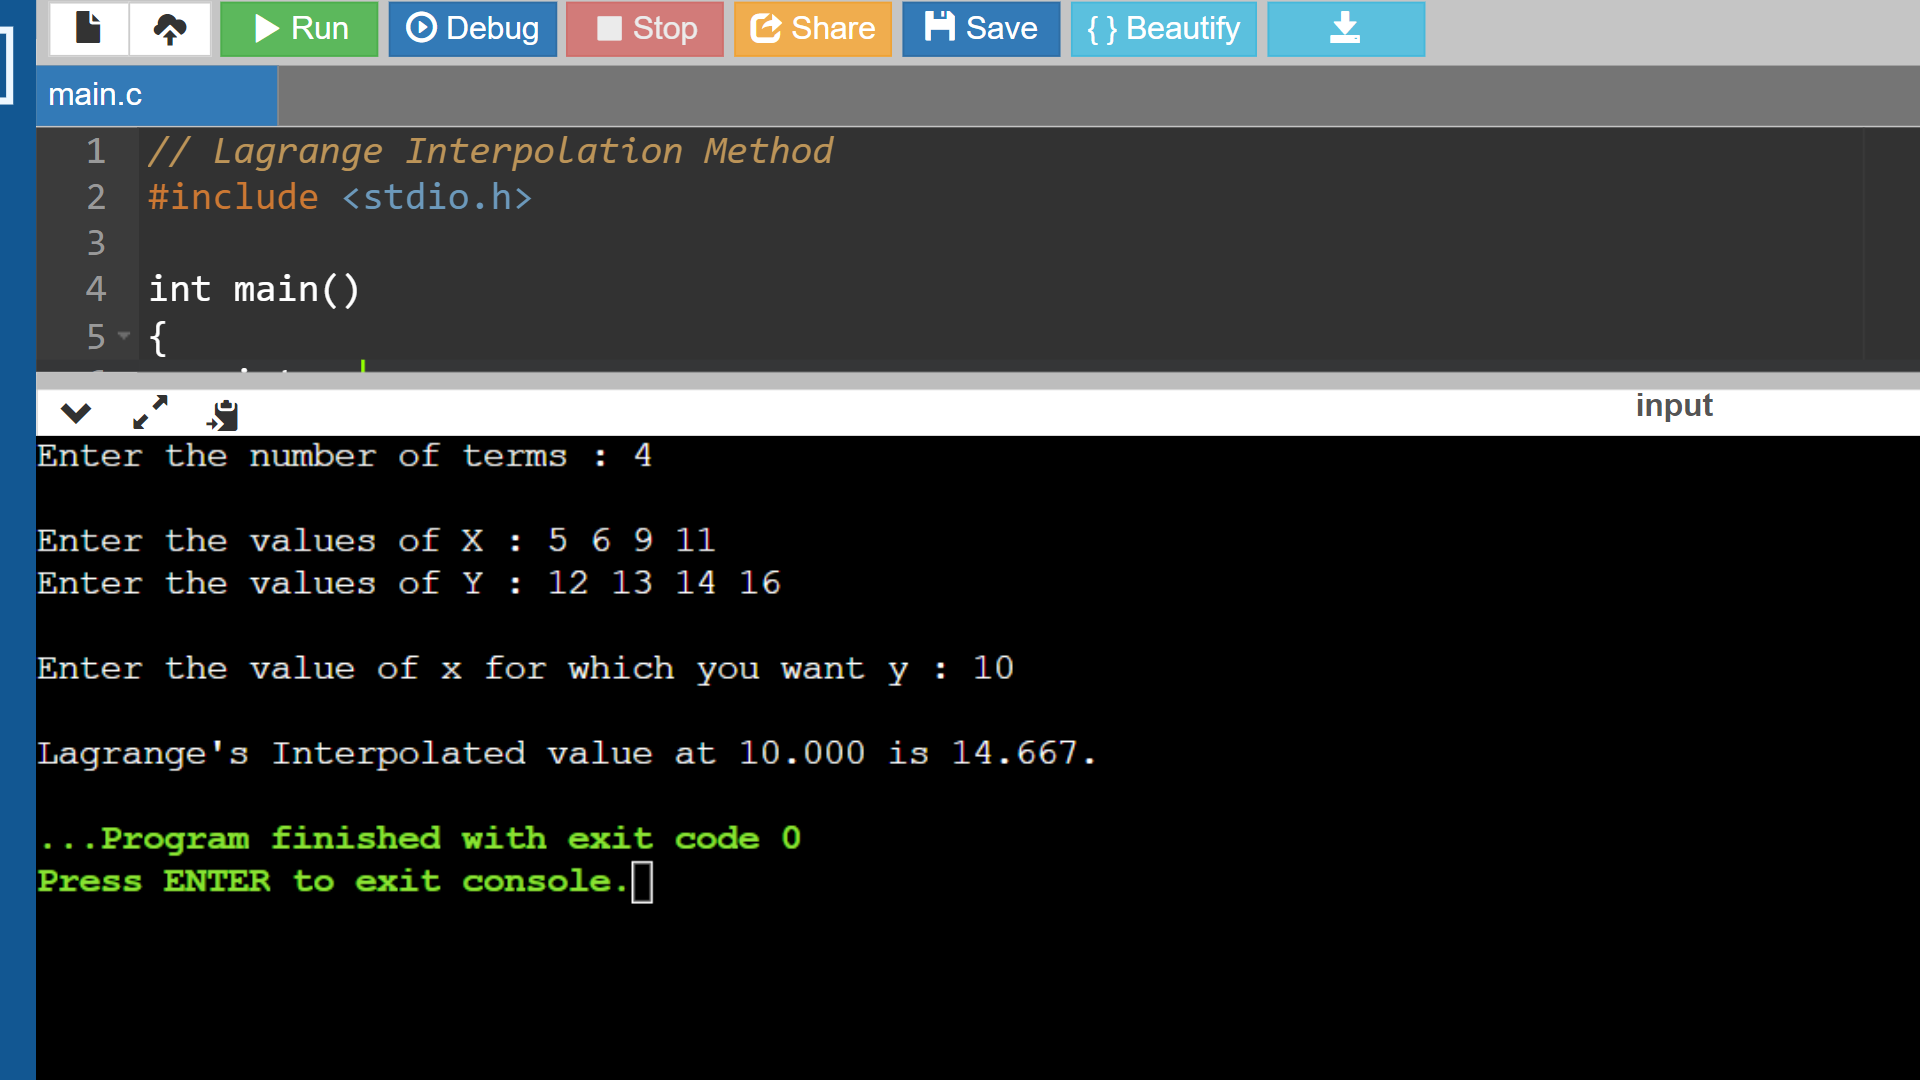 Run Debug Stop Share Save { } Beautify
main.c
1 // Lagrange Interpolation Method
2 #include <stdio.h>
3
4 int main()
5 {
input
Enter the number of terms : 4
Enter the values of X : 5 6 9 11
Enter the values of Y : 12 13 14 16
Enter the value of x for which you want y : 10
Lagrange's Interpolated value at 10.000 is 14.667.
...Program finished with exit code 0
Press ENTER to exit console.